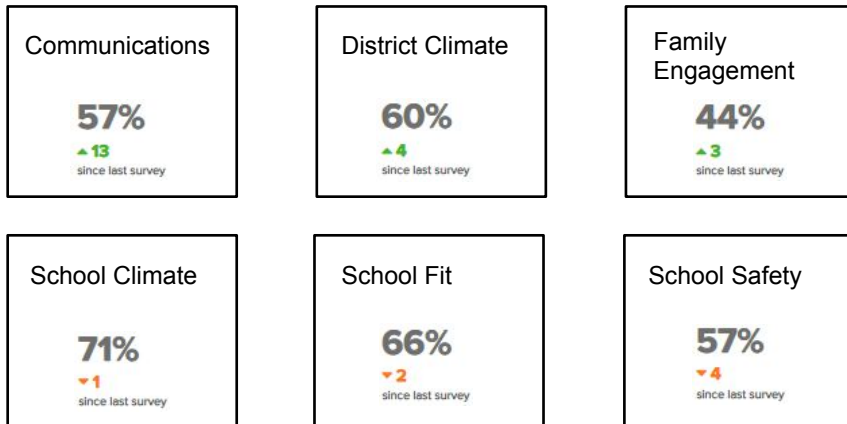 Communications
57%
▲ 13
since last survey
District Climate
60%
▲ 4
since last survey
Family
Engagement
44%
▲ 3
since last survey
School Climate
71%
▼ 1
since last survey
School Fit
66%
▼ 2
since last survey
School Safety
57%
▼ 4
since last survey